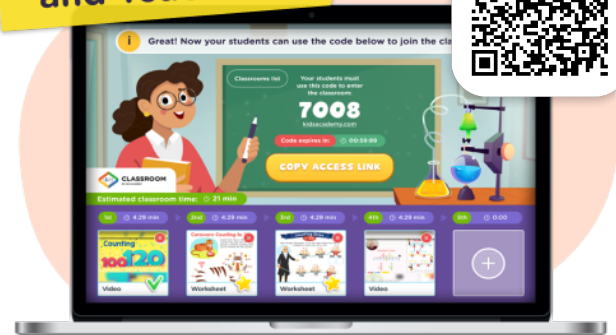 and
i
Great! Now your students can use the code below to join the cla
Classrooms list
Your students must
use this code to enter
the classroom
7008
kidsacademy.com
Code expires in:
00:59:99
COPY ACCESS LINK
CLASSROOM
Estimated classroom time: 21 min
1st 4:29 min
2nd 4:29 min
3rd 4:29 min
4th 4:29 min
5th 0:00
Counting
100
120
Video
Worksheet
Worksheet
Video